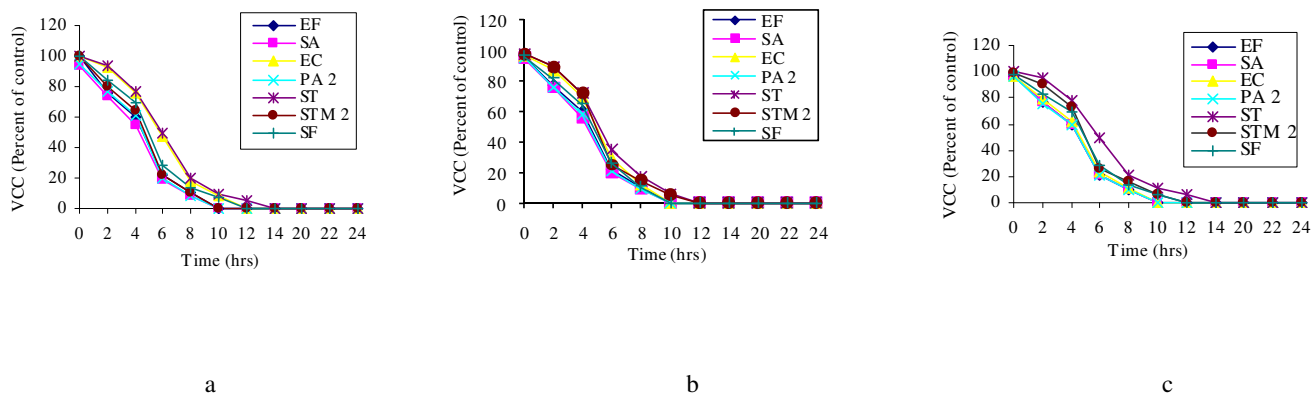 120
100
80
60
40
20
0
VCC (Percent of control)
0 2 4 6 8 10 12 14 20 22 24
Time (hrs)
EF
SA
EC
PA 2
ST
STM 2
SF
a
120
100
80
60
40
20
0
VCC (Percent of control)
0 2 4 6 8 10 12 14 20 22 24
Time (hrs)
EF
SA
EC
PA 2
ST
STM 2
SF
b
120
100
80
60
40
20
0
VCC (Percent of control)
0 2 4 6 8 10 12 14 20 22 24
Time (hrs)
EF
SA
EC
PA 2
ST
STM 2
SF
c